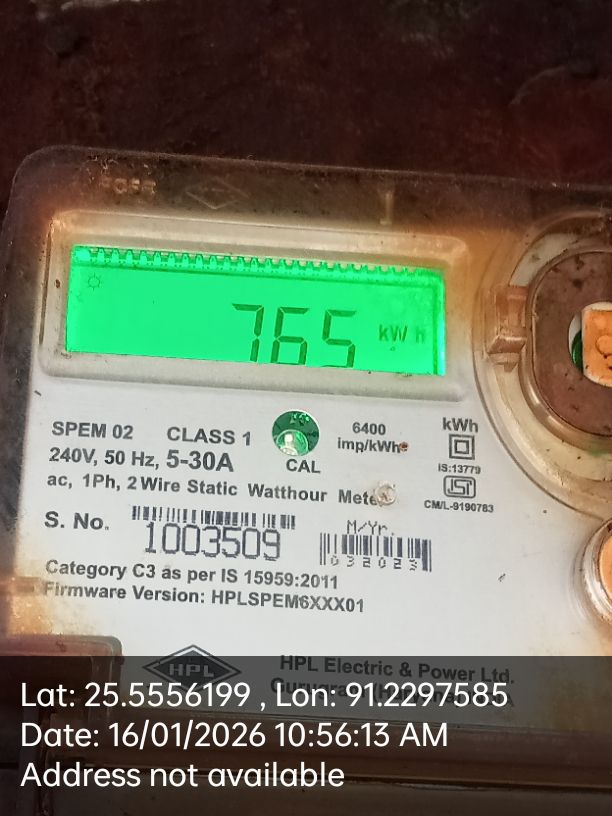 765 kWh
SPEM 02 CLASS 1
6400 imp/kWh
kWh
240V, 50 Hz, 5-30A
CAL
IS:13779
ac, 1Ph, 2 Wire Static Watthour Meter
CM/L-9190783
S. No.
1003509
M/Yr.
032023
Category C3 as per IS 15959:2011
Firmware Version: HPLSPEM6XXX01
HPL
HPL Electric & Power Ltd.
Lat: 25.5556199 , Lon: 91.2297585
Date: 16/01/2026 10:56:13 AM
Address not available